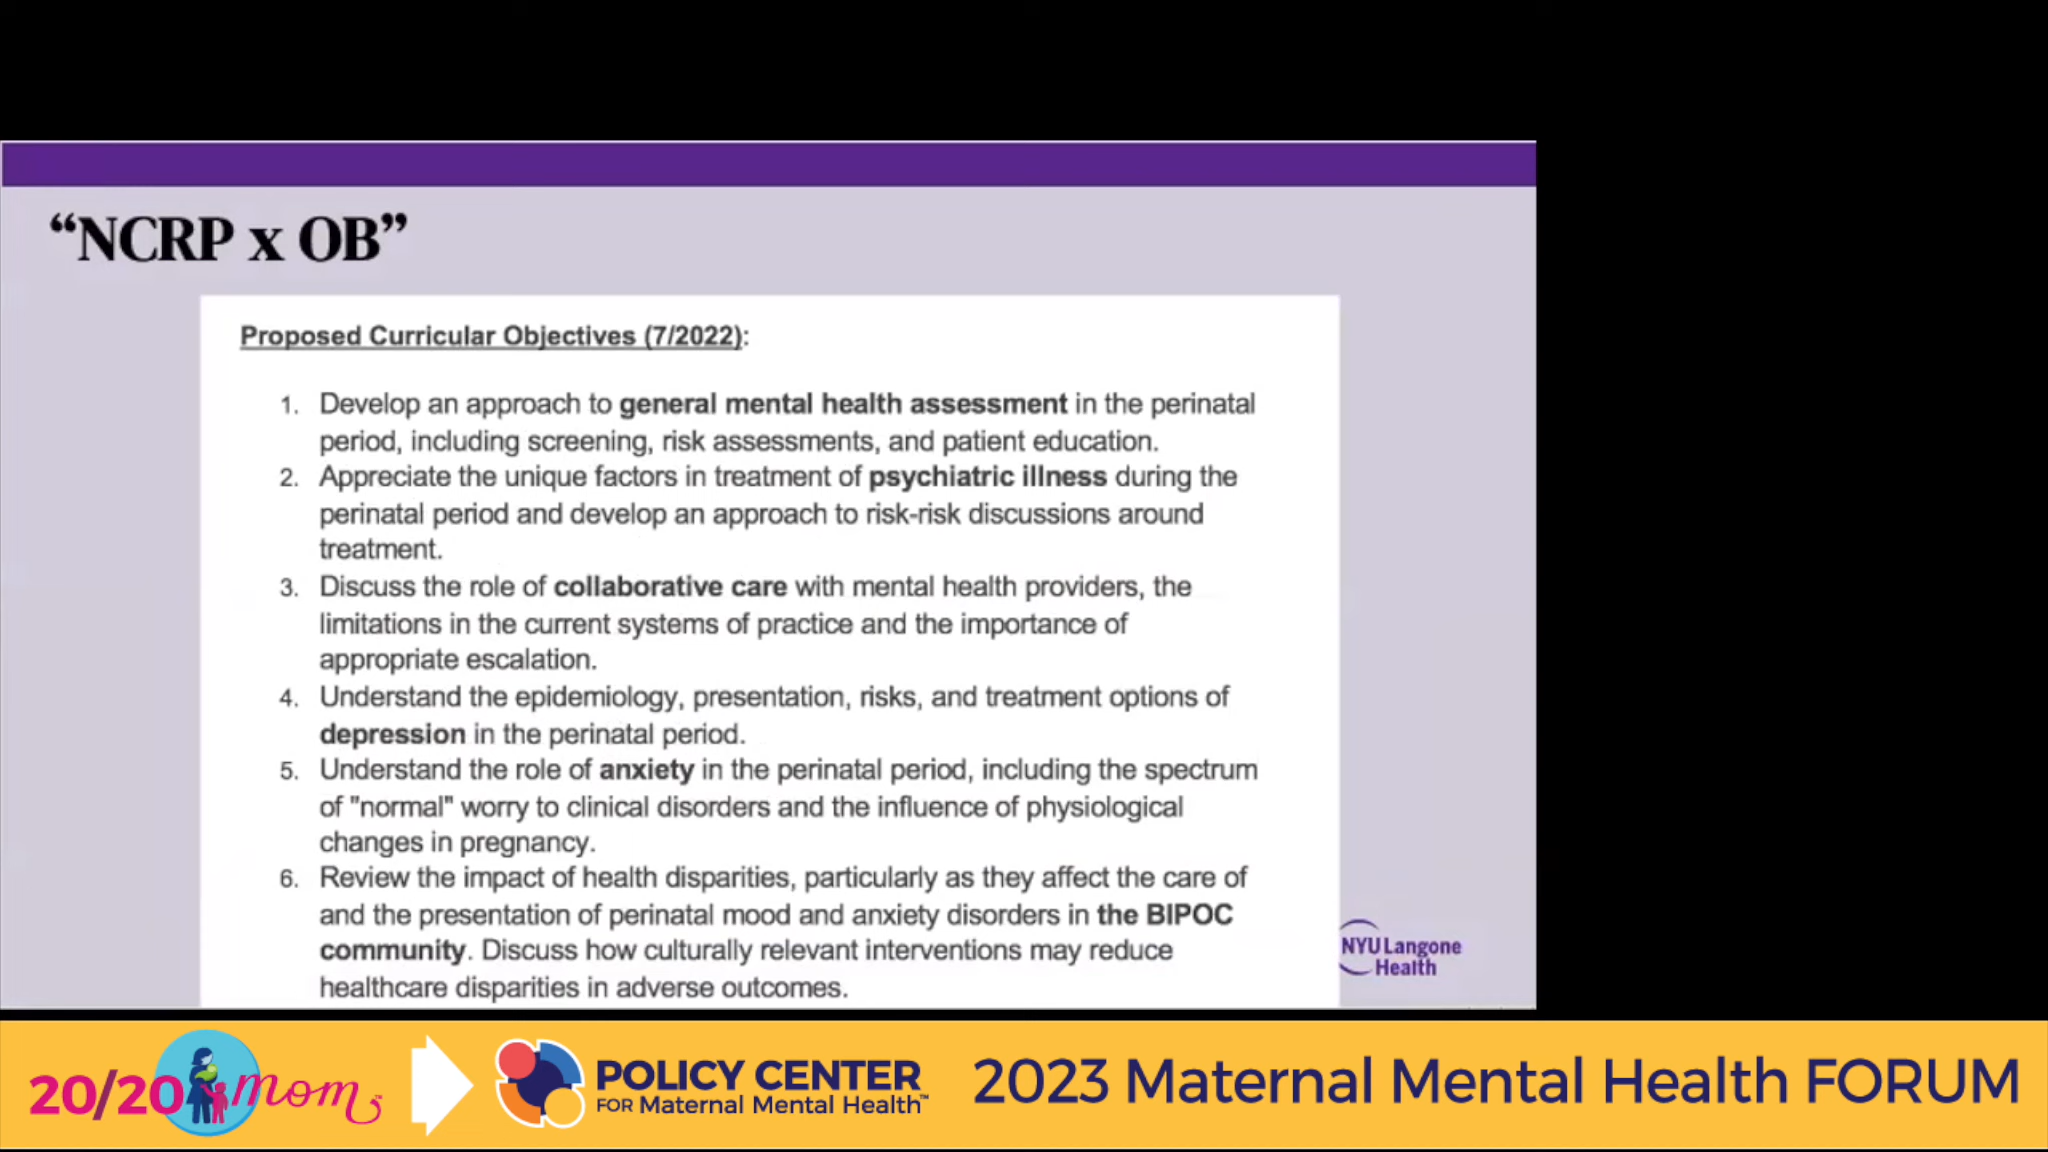 “NCRP x OB”
Proposed Curricular Objectives (7/2022):
1. Develop an approach to general mental health assessment in the perinatal
period, including screening, risk assessments, and patient education.
2. Appreciate the unique factors in treatment of psychiatric illness during the
perinatal period and develop an approach to risk-risk discussions around
treatment.
3. Discuss the role of collaborative care with mental health providers, the
limitations in the current systems of practice and the importance of
appropriate escalation.
4. Understand the epidemiology, presentation, risks, and treatment options of
depression in the perinatal period.
5. Understand the role of anxiety in the perinatal period, including the spectrum
of "normal" worry to clinical disorders and the influence of physiological
changes in pregnancy.
6. Review the impact of health disparities, particularly as they affect the care of
and the presentation of perinatal mood and anxiety disorders in the BIPOC
community. Discuss how culturally relevant interventions may reduce
healthcare disparities in adverse outcomes.
NYU Langone
Health
20/20 mom™
POLICY CENTER
FOR Maternal Mental Health™
2023 Maternal Mental Health FORUM